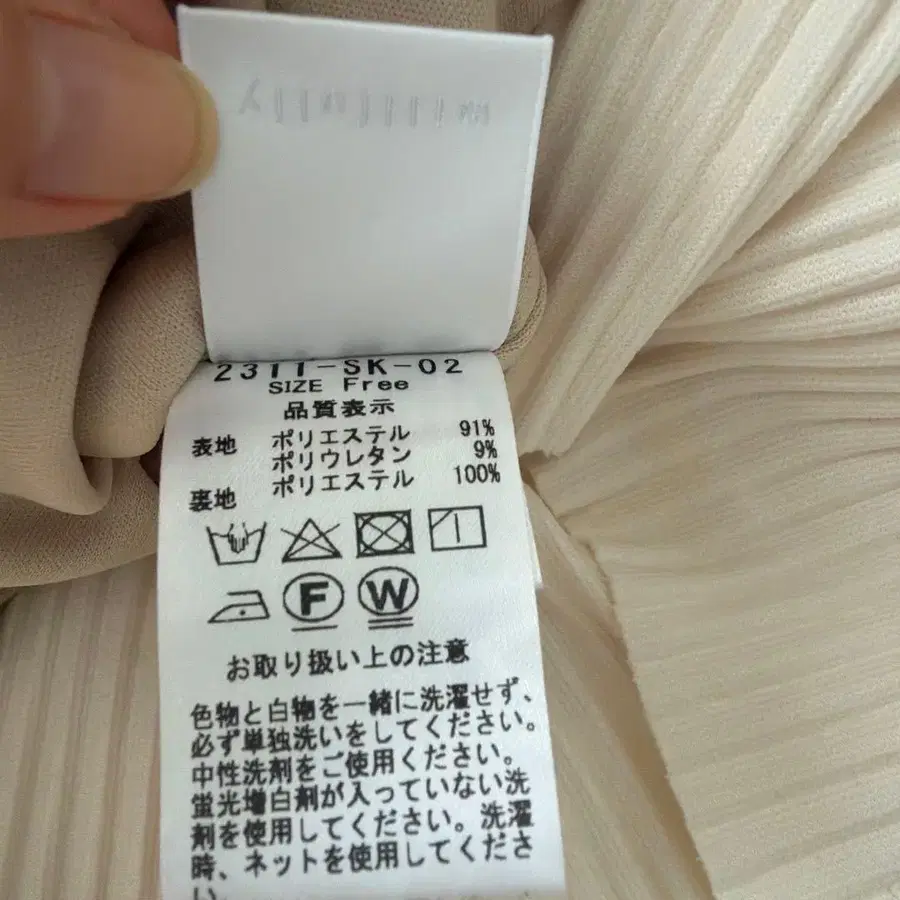 2311-SK-02
SIZE Free
品質表示
表地 ポリエステル 91%
ポリウレタン 9%
裏地 ポリエステル 100%
F W
お取り扱い上の注意
色物と白物を一緒に洗濯せず、
必ず単独洗いをしてください。
中性洗剤をご使用ください。
蛍光増白剤が入っていない洗
剤を使用してください。洗濯
時、ネットを使用してくださ
い